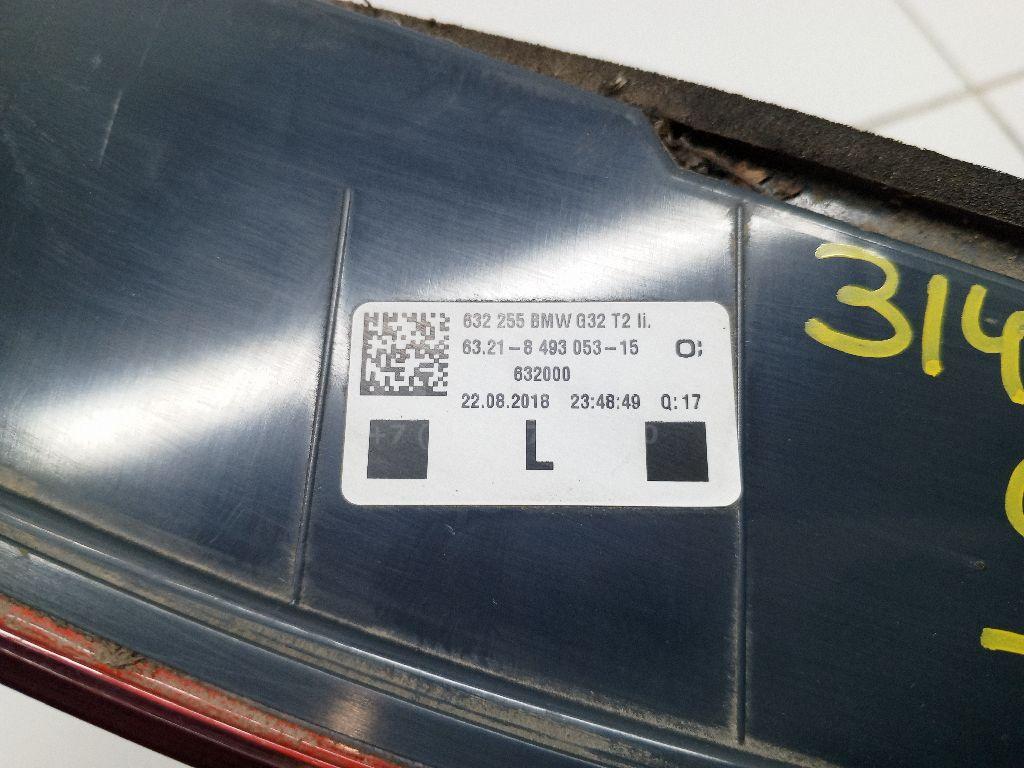 632 255 BMW G32 T2 li.
63.21-8 493 053-15 O;
632000
22.08.2018 23:48:49 Q:17
L
314